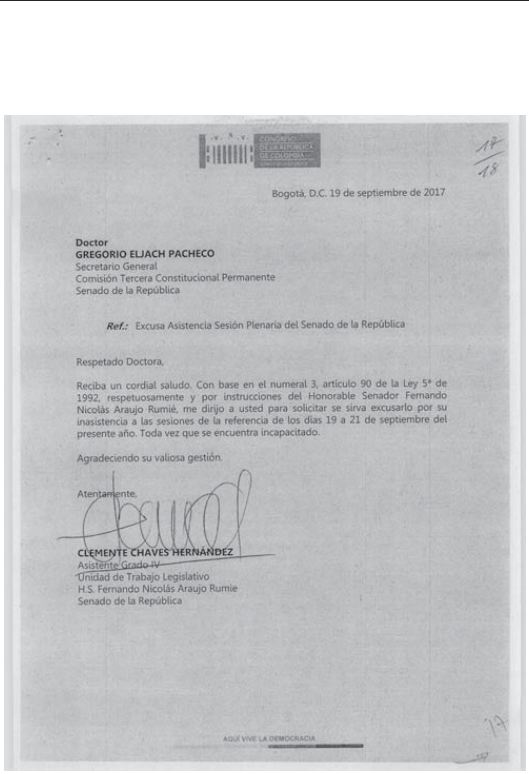 CONGRESO
DE LA REPÚBLICA
DE COLOMBIA
17
18
Bogotá, D.C. 19 de septiembre de 2017
Doctor
GREGORIO ELJACH PACHECO
Secretario General
Comisión Tercera Constitucional Permanente
Senado de la República
Ref.: Excusa Asistencia Sesión Plenaria del Senado de la República
Respetado Doctora,
Reciba un cordial saludo. Con base en el numeral 3, artículo 90 de la Ley 5ª de
1992, respetuosamente y por instrucciones del Honorable Senador Fernando
Nicolás Araujo Rumié, me dirijo a usted para solicitar se sirva excusarlo por su
inasistencia a las sesiones de la referencia de los días 19 a 21 de septiembre del
presente año. Toda vez que se encuentra incapacitado.
Agradeciendo su valiosa gestión.
Atentamente,
CLEMENTE CHAVES HERNÁNDEZ
Asistente Grado IV
Unidad de Trabajo Legislativo
H.S. Fernando Nicolás Araujo Rumie
Senado de la República
17
AQUÍ VIVE LA DEMOCRACIA